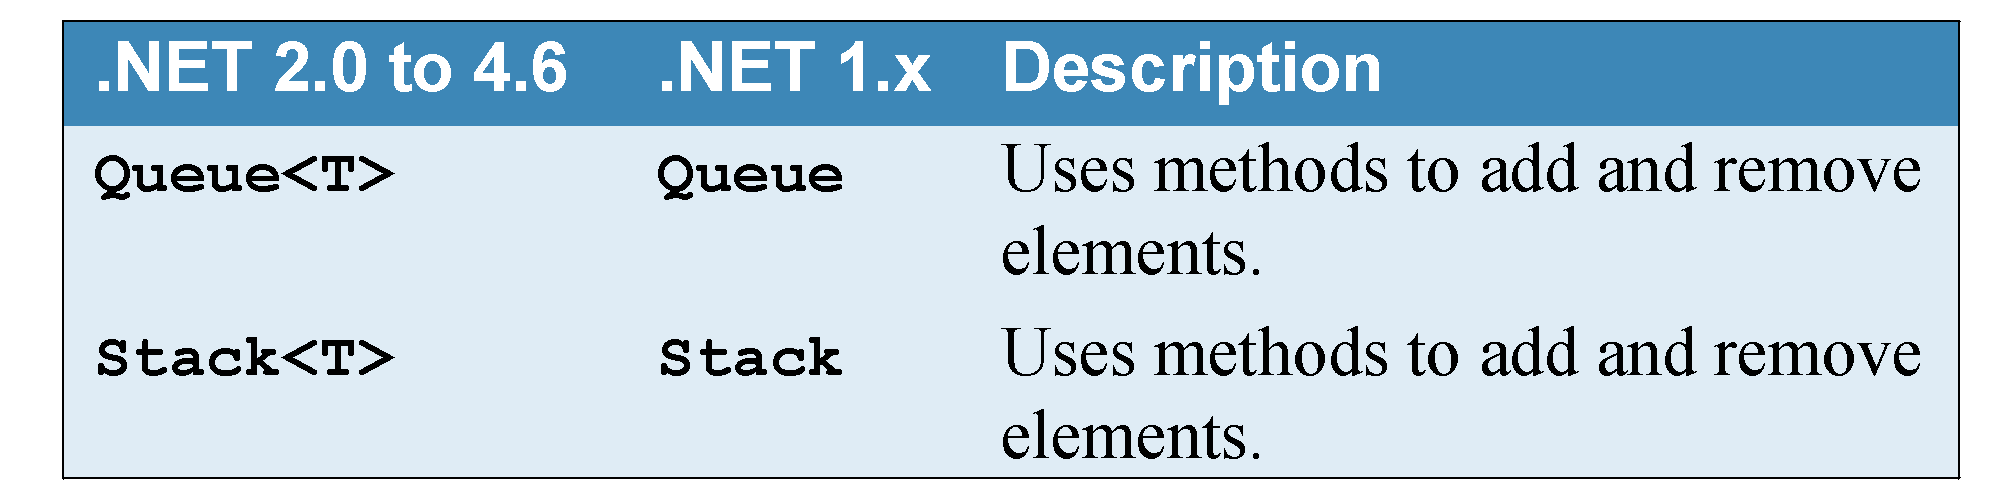 .NET 2.0 to 4.6 .NET 1.x Description
Queue<T> Queue Uses methods to add and remove
elements.
Stack<T> Stack Uses methods to add and remove
elements.